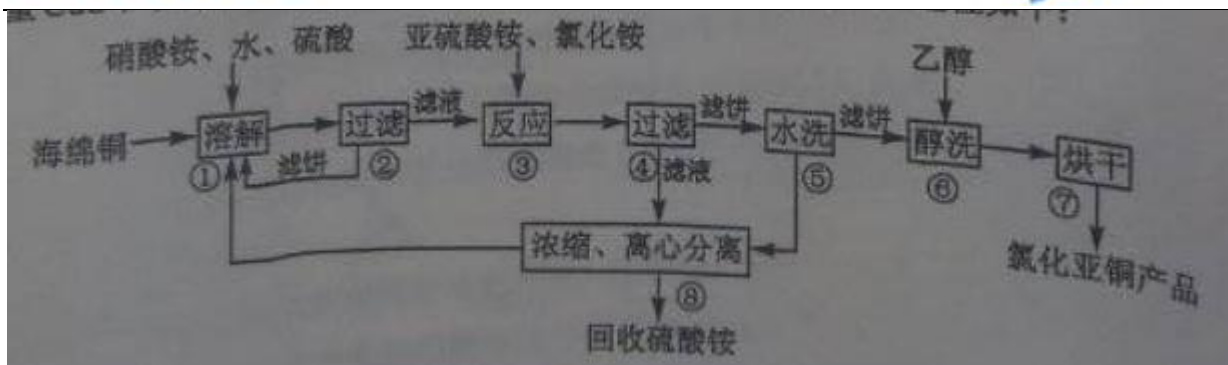 硝酸铵、水、硫酸
亚硫酸铵、氯化铵
乙醇
海绵铜
溶解
过滤
滤液
反应
过滤
滤饼
水洗
滤饼
醇洗
烘干
①
滤饼
②
③
④
滤液
⑤
⑥
⑦
浓缩、离心分离
氯化亚铜产品
⑧
回收硫酸铵